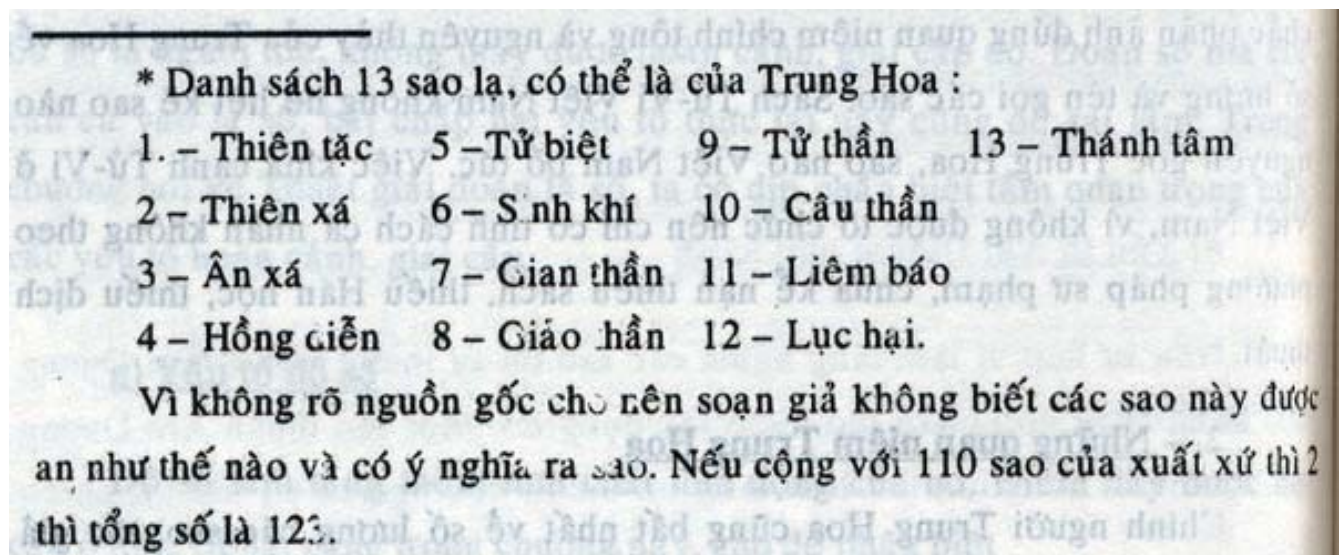 * Danh sách 13 sao lạ, có thể là của Trung Hoa :
1. – Thiên tặc 5 –Tử biệt 9 – Tử thần 13 – Thánh tâm
2 – Thiên xá 6 – Sinh khí 10 – Câu thần
3 – Ân xá 7 – Gian thần 11 – Liêm báo
4 – Hồng diễn 8 – Giáo thần 12 – Lục hại.
Vì không rõ nguồn gốc cho nên soạn giả không biết các sao này được
an như thế nào và có ý nghĩa ra sao. Nếu cộng với 110 sao của xuất xứ thì 2
thì tổng số là 123.